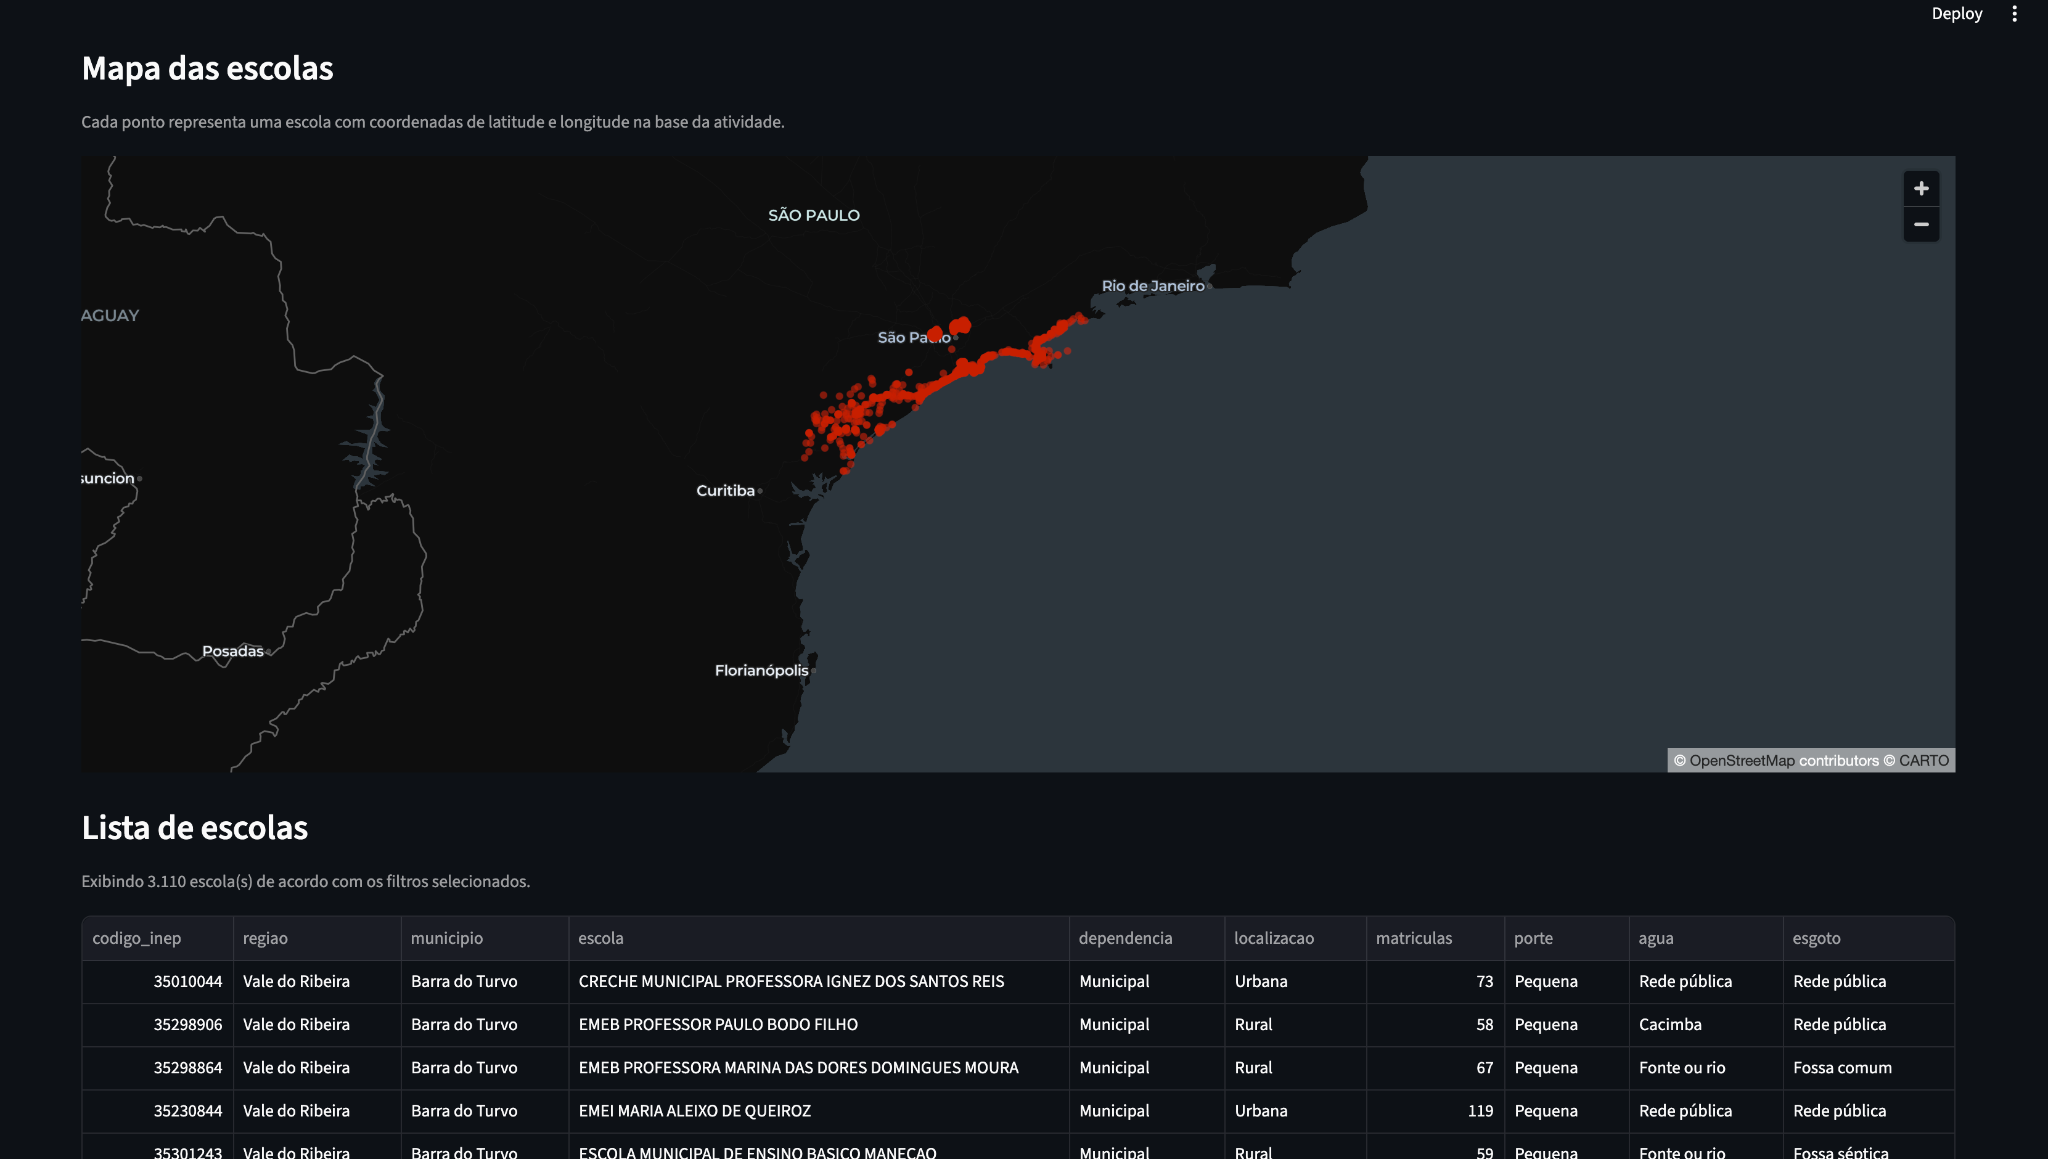 Deploy
Mapa das escolas
Cada ponto representa uma escola com coordenadas de latitude e longitude na base da atividade.
SÃO PAULO
Rio de Janeiro
AGUAY
São Paulo
suncion
Curitiba
Posadas
Florianópolis
© OpenStreetMap contributors © CARTO
Lista de escolas
Exibindo 3.110 escola(s) de acordo com os filtros selecionados.
codigo_inep regiao municipio escola dependencia localizacao matriculas porte agua esgoto
35010044 Vale do Ribeira Barra do Turvo CRECHE MUNICIPAL PROFESSORA IGNEZ DOS SANTOS REIS Municipal Urbana 73 Pequena Rede pública Rede pública
35298906 Vale do Ribeira Barra do Turvo EMEB PROFESSOR PAULO BODO FILHO Municipal Rural 58 Pequena Cacimba Rede pública
35298864 Vale do Ribeira Barra do Turvo EMEB PROFESSORA MARINA DAS DORES DOMINGUES MOURA Municipal Rural 67 Pequena Fonte ou rio Fossa comum
35230844 Vale do Ribeira Barra do Turvo EMEI MARIA ALEIXO DE QUEIROZ Municipal Urbana 119 Pequena Rede pública Rede pública
35301243 Vale do Ribeira Barra do Turvo ESCOLA MUNICIPAL DE ENSINO BASICO MANECAO Municipal Rural 59 Pequena Fonte ou rio Fossa séptica